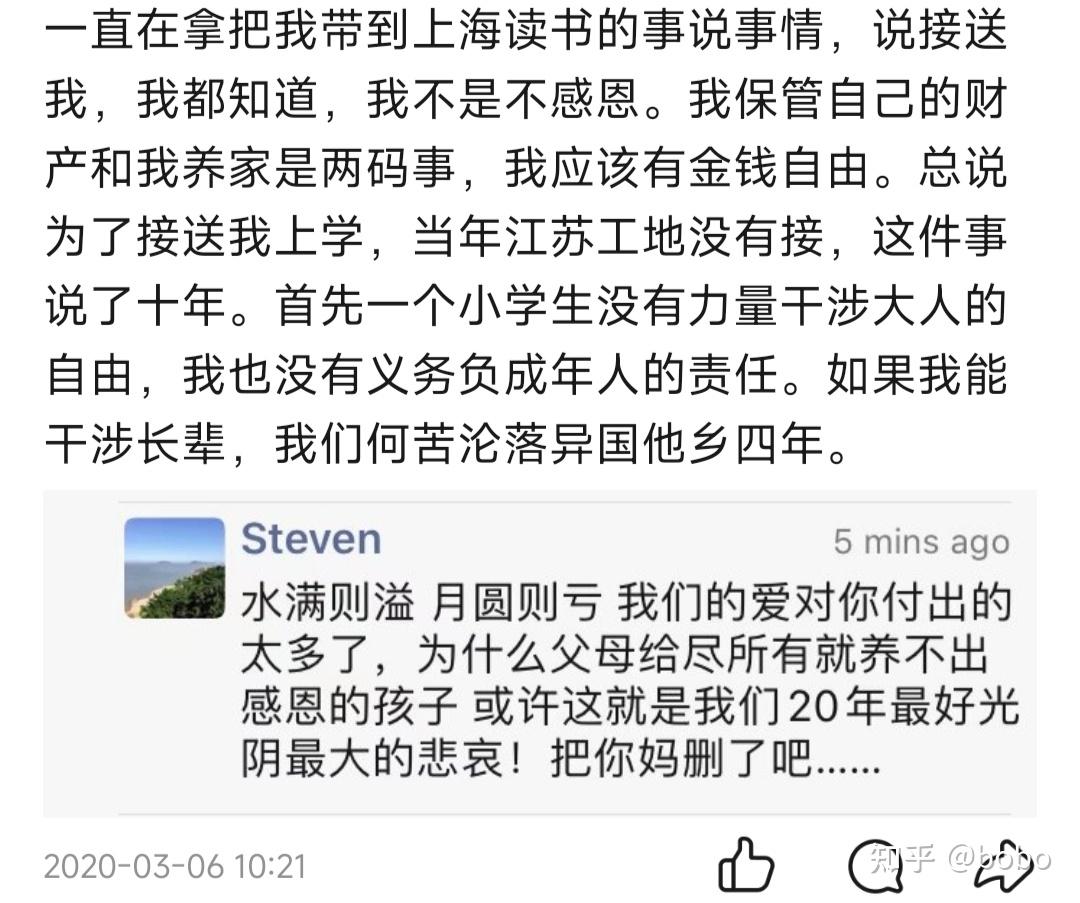 一直在拿把我带到上海读书的事说事情，说接送
我，我都知道，我不是不感恩。我保管自己的财
产和我养家是两码事，我应该有金钱自由。总说
为了接送我上学，当年江苏工地没有接，这件事
说了十年。首先一个小学生没有力量干涉大人的
自由，我也没有义务负成年人的责任。如果我能
干涉长辈，我们何苦沦落异国他乡四年。
Steven
5 mins ago
水满则溢 月圆则亏 我们的爱对你付出的
太多了，为什么父母给尽所有就养不出
感恩的孩子 或许这就是我们20年最好光
阴最大的悲哀！把你妈删了吧……
2020-03-06 10:21
知乎 @bobo